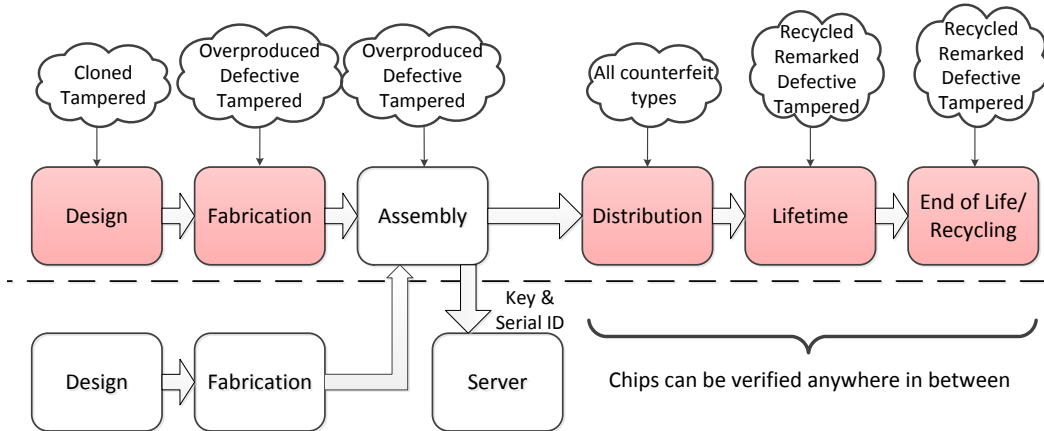 Cloned
Tampered
Overproduced
Defective
Tampered
Overproduced
Defective
Tampered
All counterfeit
types
Recycled
Remarked
Defective
Tampered
Recycled
Remarked
Defective
Tampered
Design
Fabrication
Assembly
Distribution
Lifetime
End of Life/
Recycling
Key &
Serial ID
Design
Fabrication
Server
Chips can be verified anywhere in between